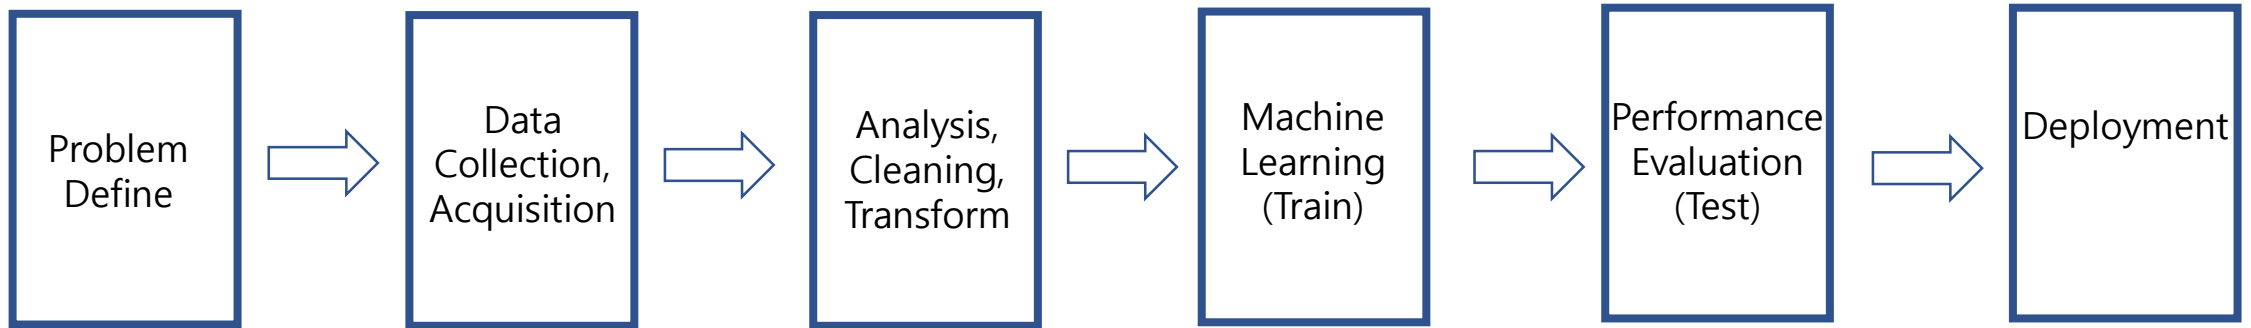 Problem
Define
Data
Collection,
Acquisition
Analysis,
Cleaning,
Transform
Machine
Learning
(Train)
Performance
Evaluation
(Test)
Deployment